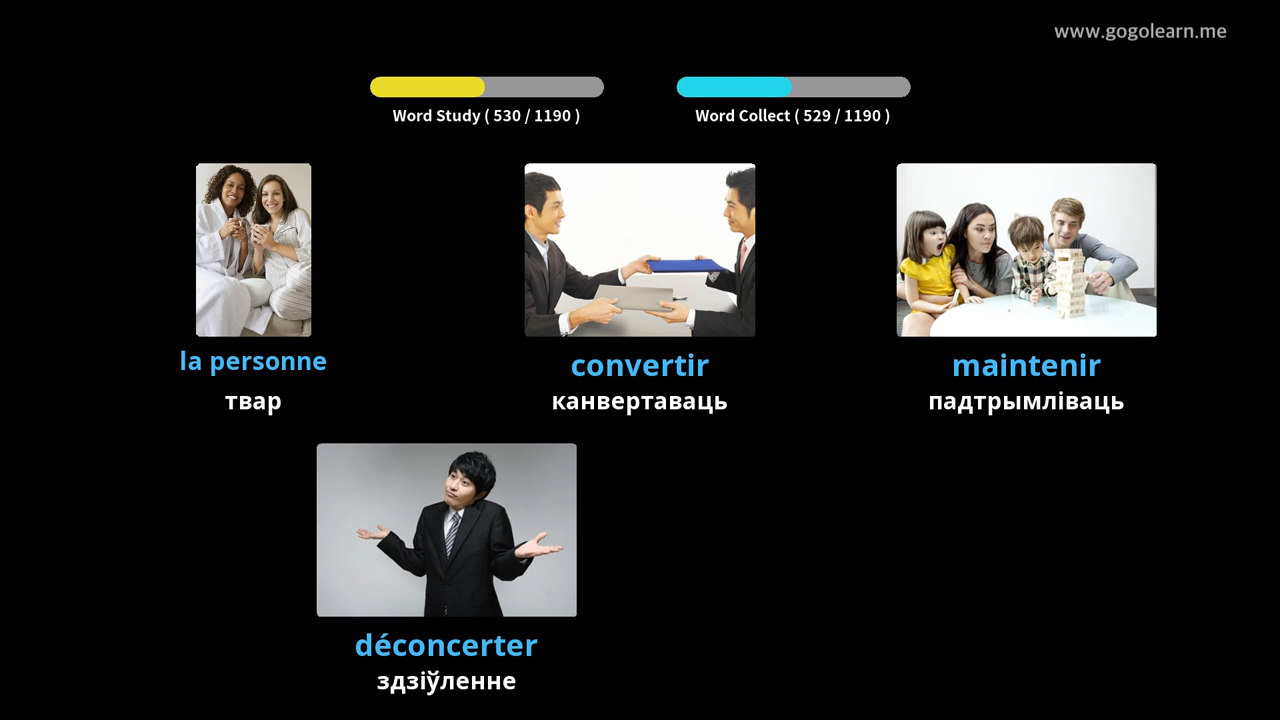 www.gogolearn.me
Word Study ( 530 / 1190 )
Word Collect ( 529 / 1190 )
la personne
твар
convertir
канвертаваць
maintenir
падтрымліваць
déconcerter
здзіўленне